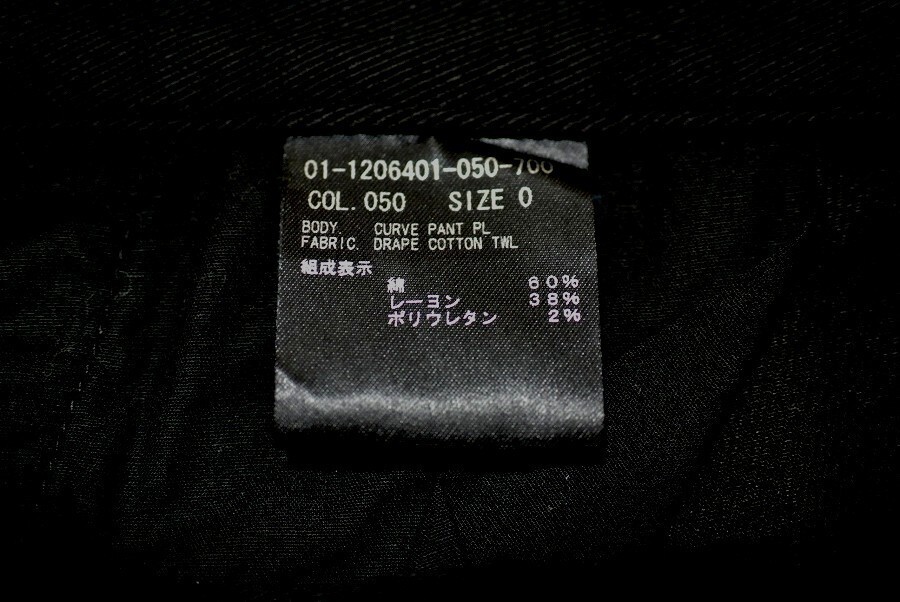 01-1206401-050-700
COL. 050 SIZE 0
BODY. CURVE PANT PL
FABRIC. DRAPE COTTON TWL
組成表示
綿 60%
レーヨン 38%
ポリウレタン 2%